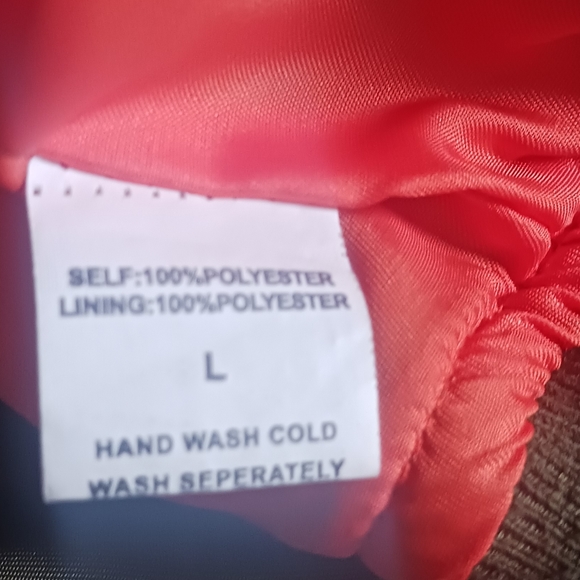 SELF:100%POLYESTER
LINING:100%POLYESTER
L
HAND WASH COLD
WASH SEPERATELY